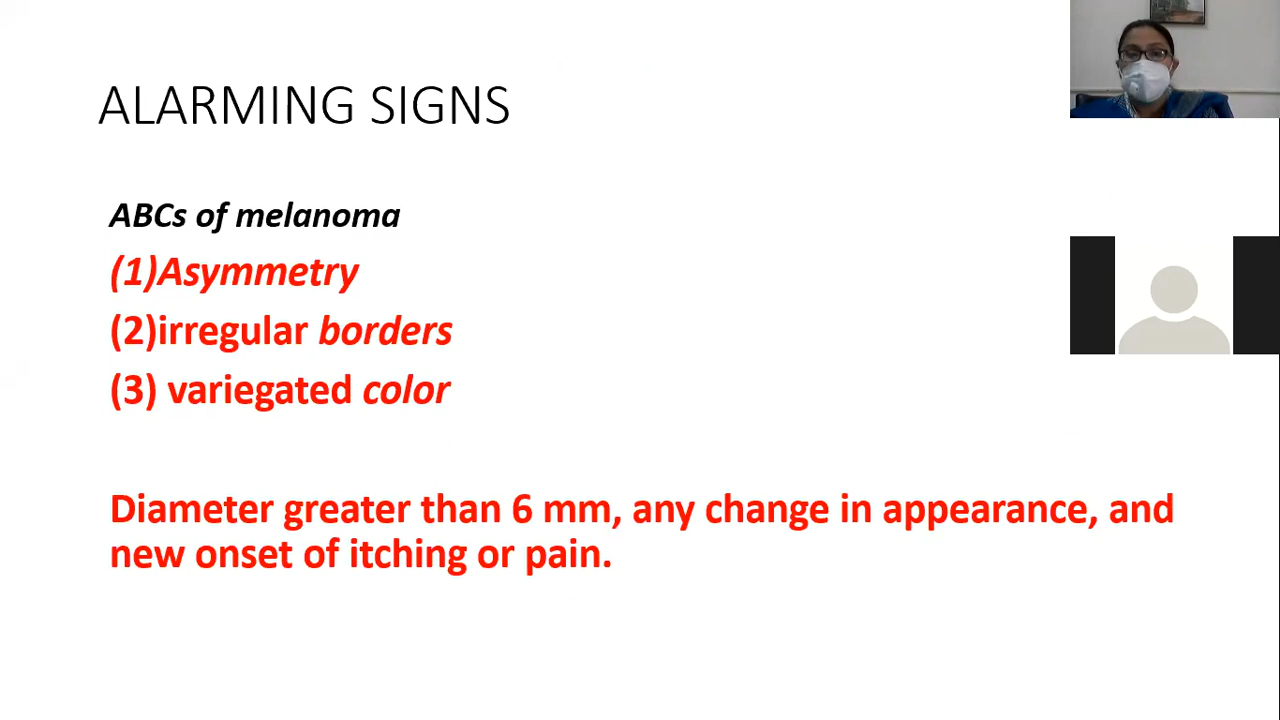 ALARMING SIGNS
ABCs of melanoma
(1)Asymmetry
(2)irregular borders
(3) variegated color
Diameter greater than 6 mm, any change in appearance, and
new onset of itching or pain.